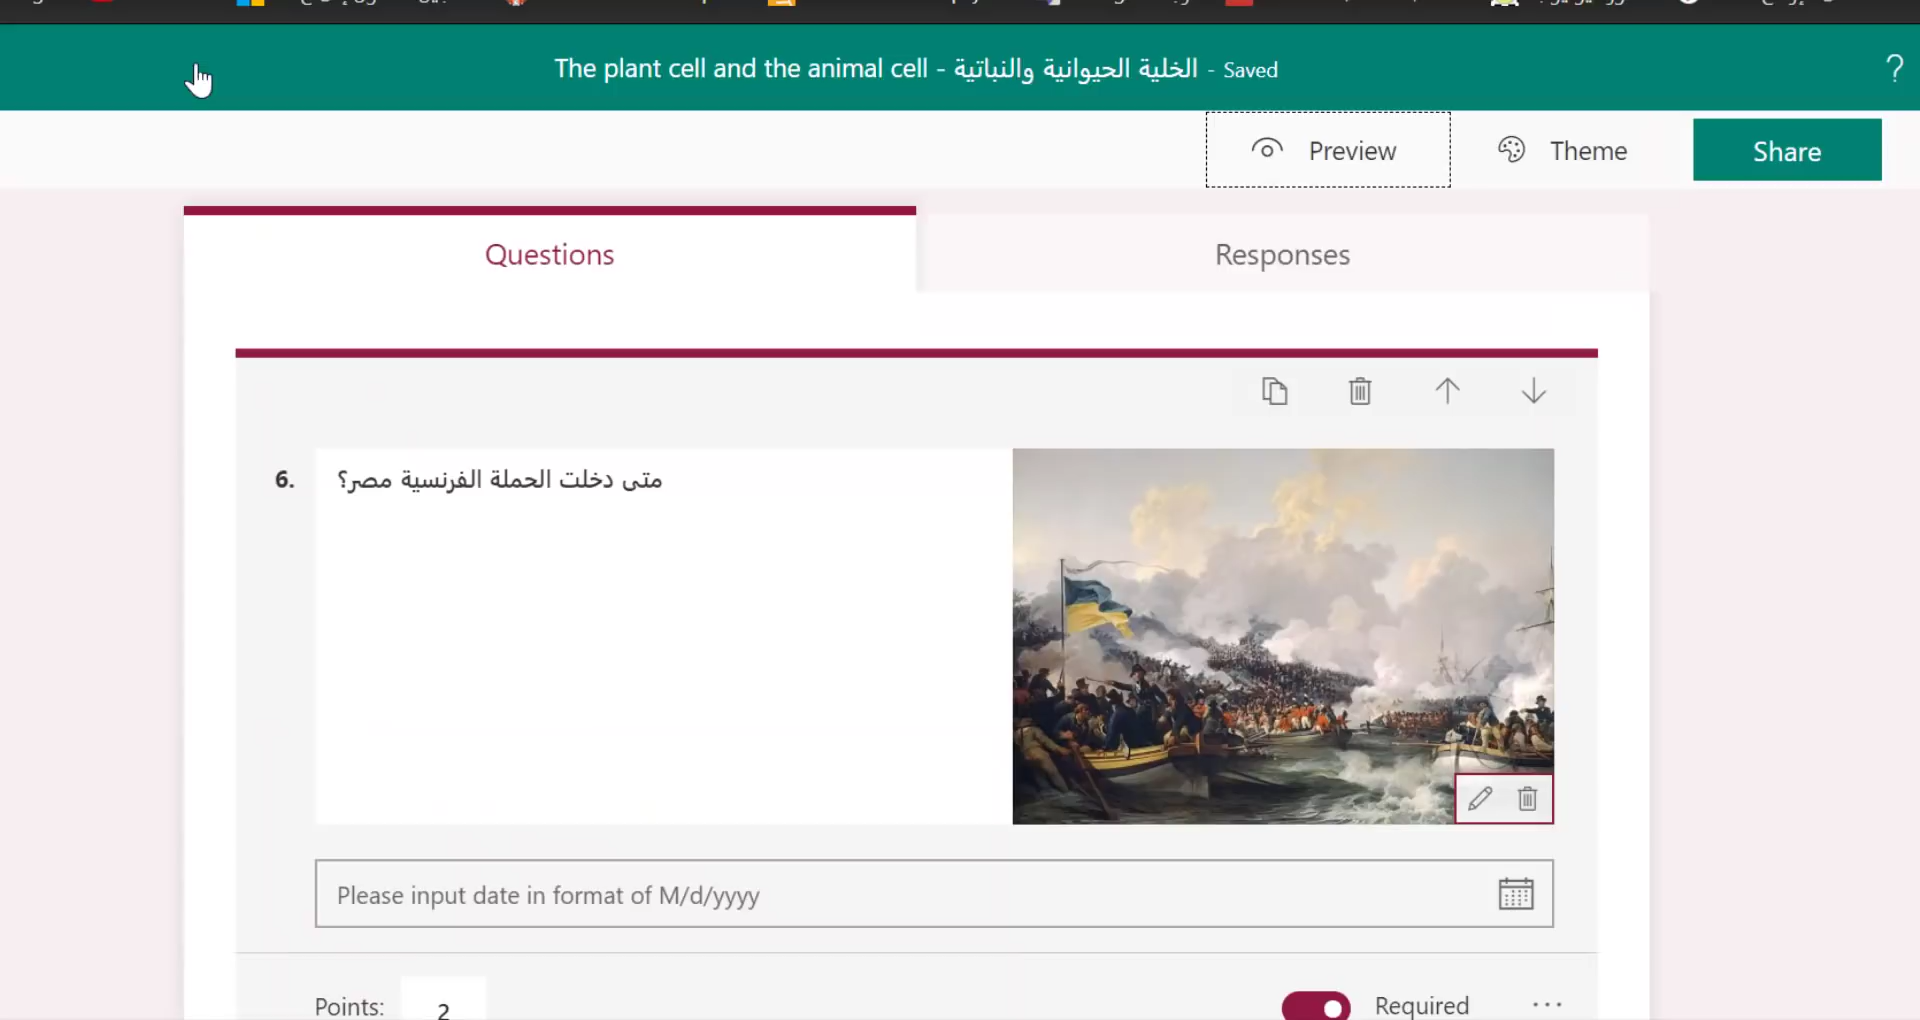 The plant cell and the animal cell - الخلية الحيوانية والنباتية - Saved
?
Preview
Theme
Share
Questions
Responses
6. متى دخلت الحملة الفرنسية مصر؟
Please input date in format of M/d/yyyy
Points: 2
Required